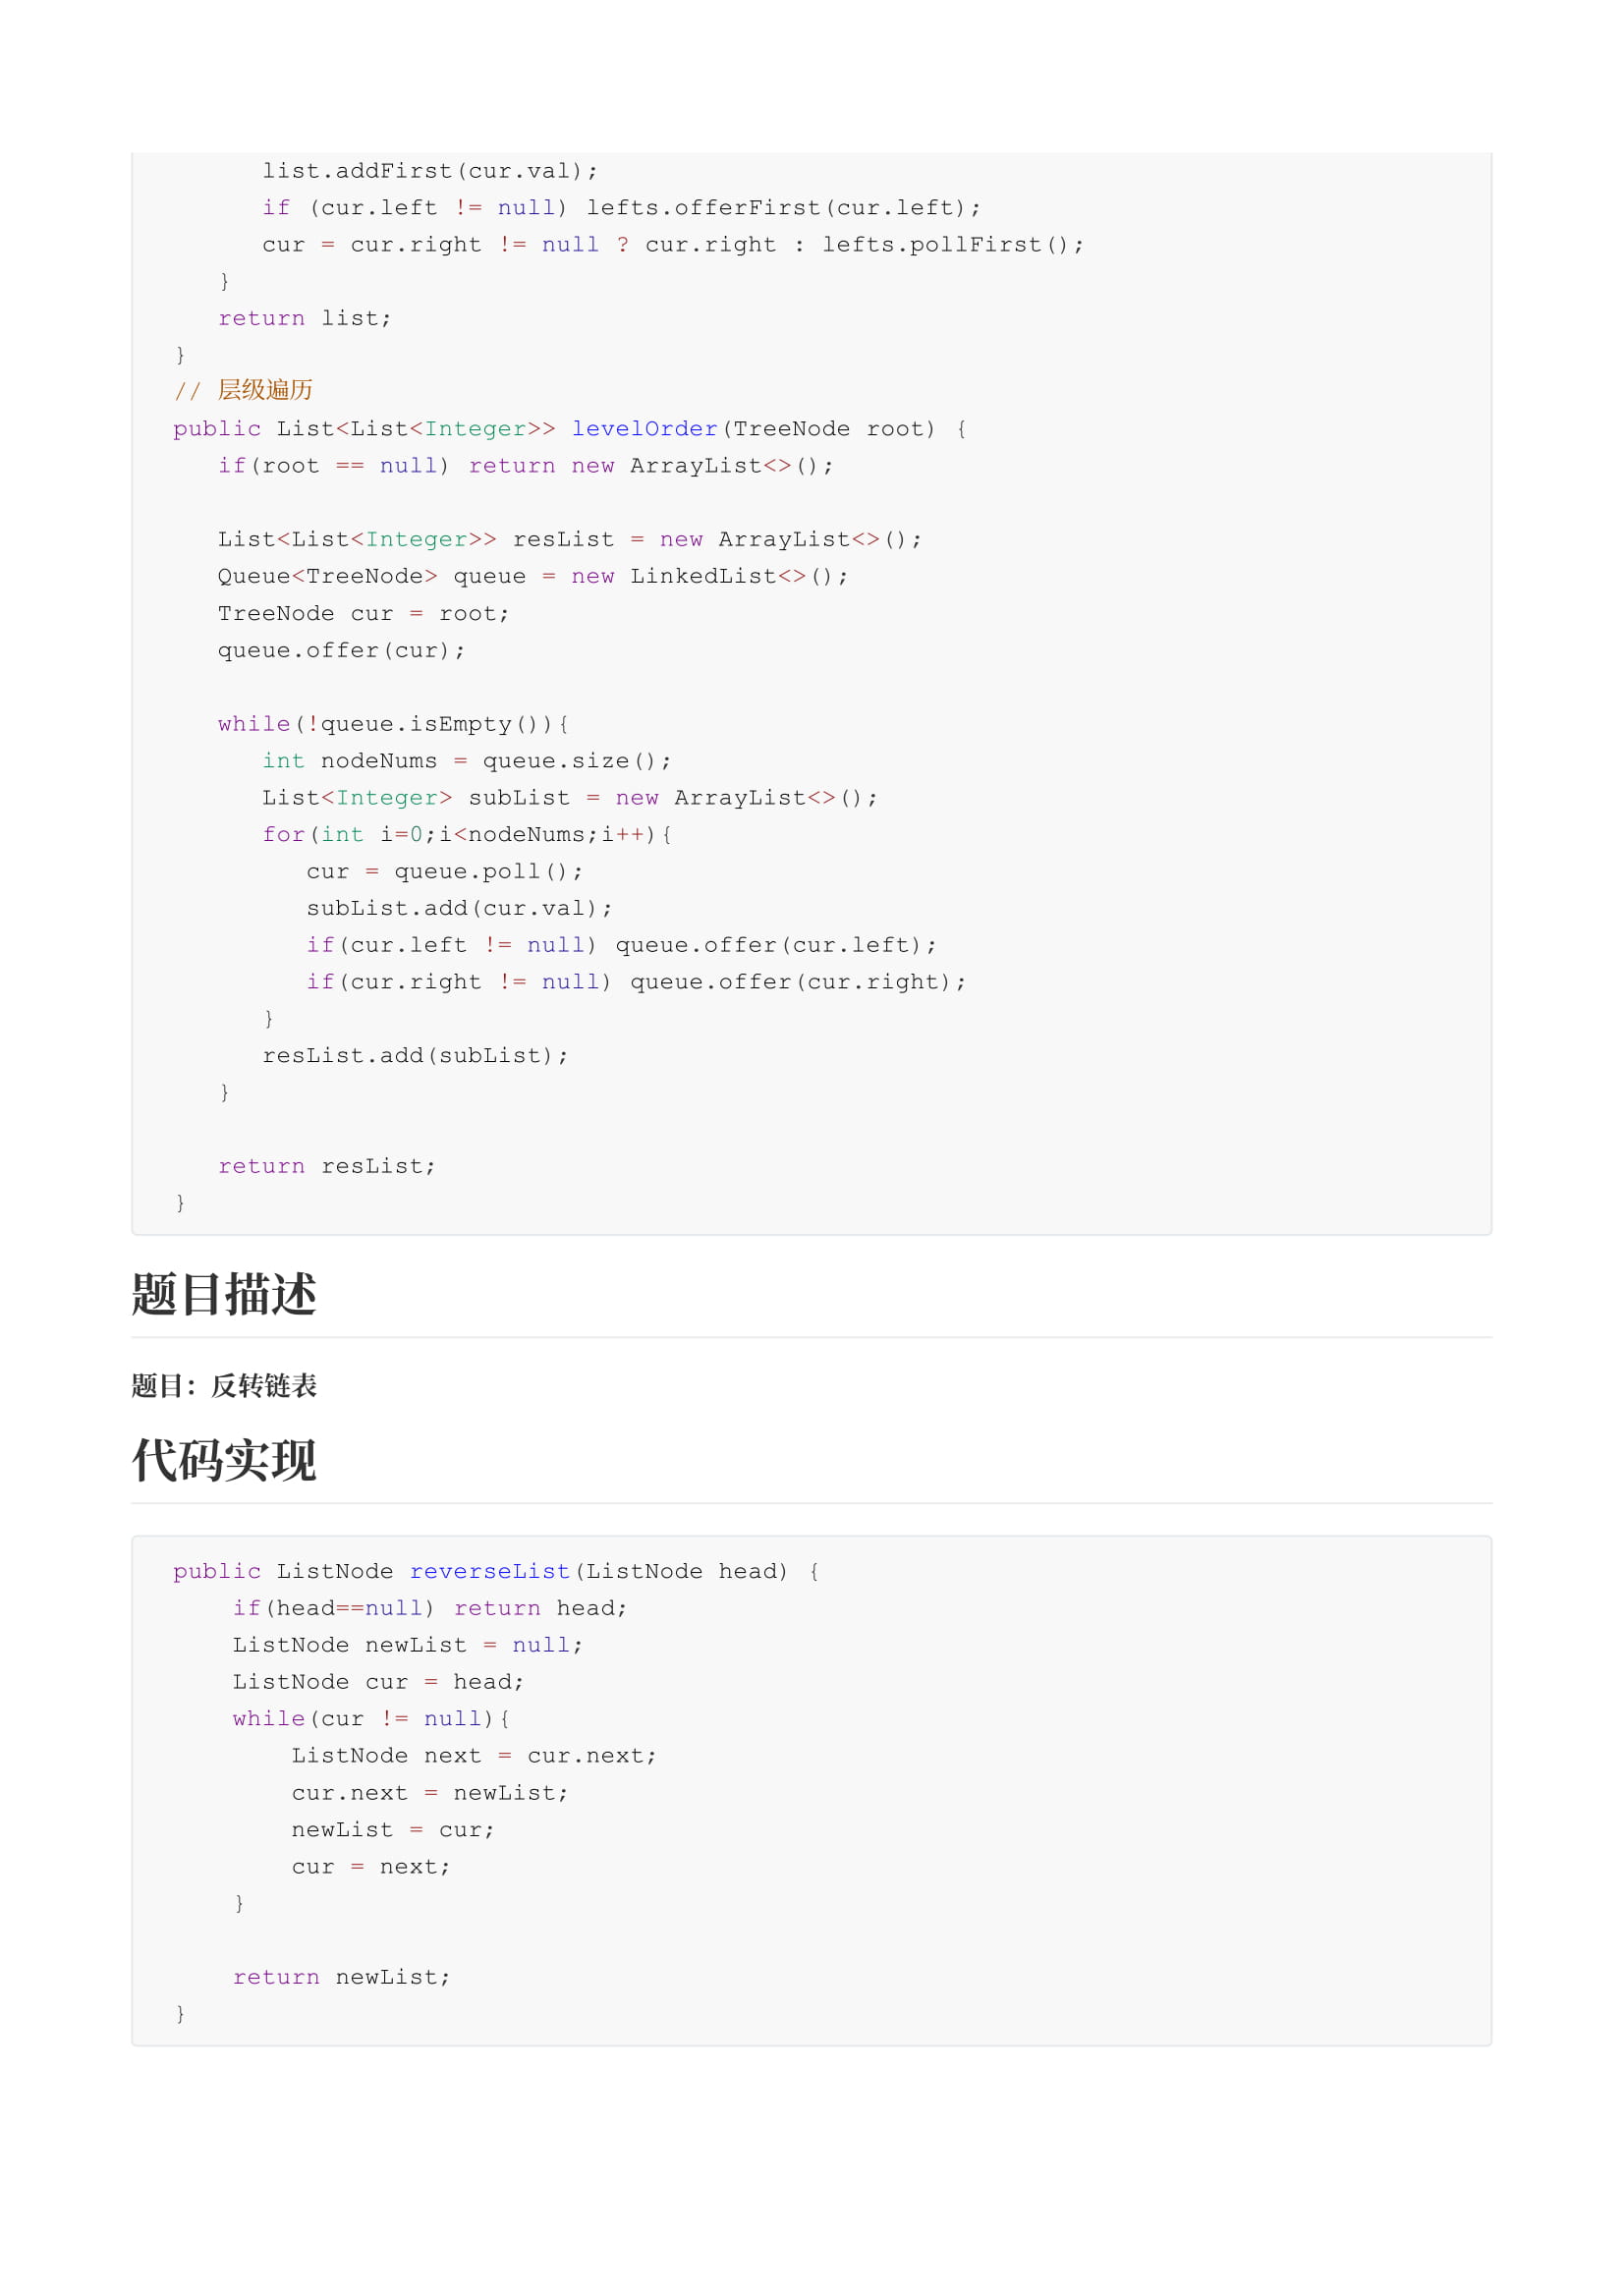 list.addFirst(cur.val);
if (cur.left != null) lefts.offerFirst(cur.left);
cur = cur.right != null ? cur.right : lefts.pollFirst();
}
return list;
}
// 层级遍历
public List<List<Integer>> levelOrder(TreeNode root) {
if(root == null) return new ArrayList<>();
List<List<Integer>> resList = new ArrayList<>();
Queue<TreeNode> queue = new LinkedList<>();
TreeNode cur = root;
queue.offer(cur);
while(!queue.isEmpty()){
int nodeNums = queue.size();
List<Integer> subList = new ArrayList<>();
for(int i=0;i<nodeNums;i++){
cur = queue.poll();
subList.add(cur.val);
if(cur.left != null) queue.offer(cur.left);
if(cur.right != null) queue.offer(cur.right);
}
resList.add(subList);
}
return resList;
}
题目描述
题目：反转链表
代码实现
public ListNode reverseList(ListNode head) {
if(head==null) return head;
ListNode newList = null;
ListNode cur = head;
while(cur != null){
ListNode next = cur.next;
cur.next = newList;
newList = cur;
cur = next;
}
return newList;
}